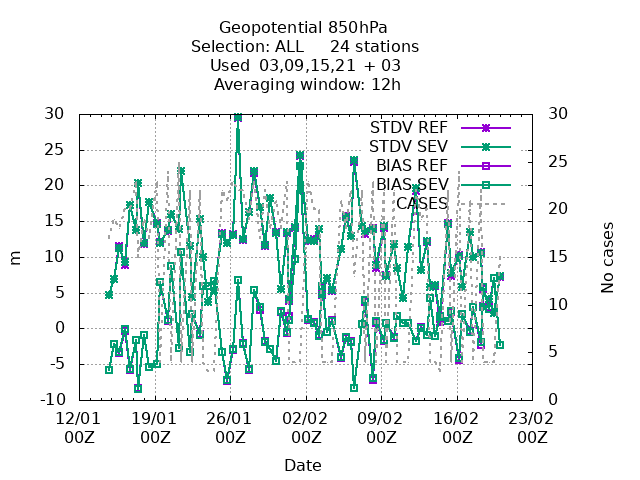 Geopotential 850hPa
Selection: ALL     24 stations
Used  03,09,15,21 + 03
Averaging window: 12h
30
25
20
15
10
5
0
-5
-10
m
STDV REF
STDV SEV
BIAS REF
BIAS SEV
CASES
30
25
20
15
10
5
0
No cases
12/01 19/01 26/01 02/02 09/02 16/02 23/02
00Z 00Z 00Z 00Z 00Z 00Z 00Z
Date